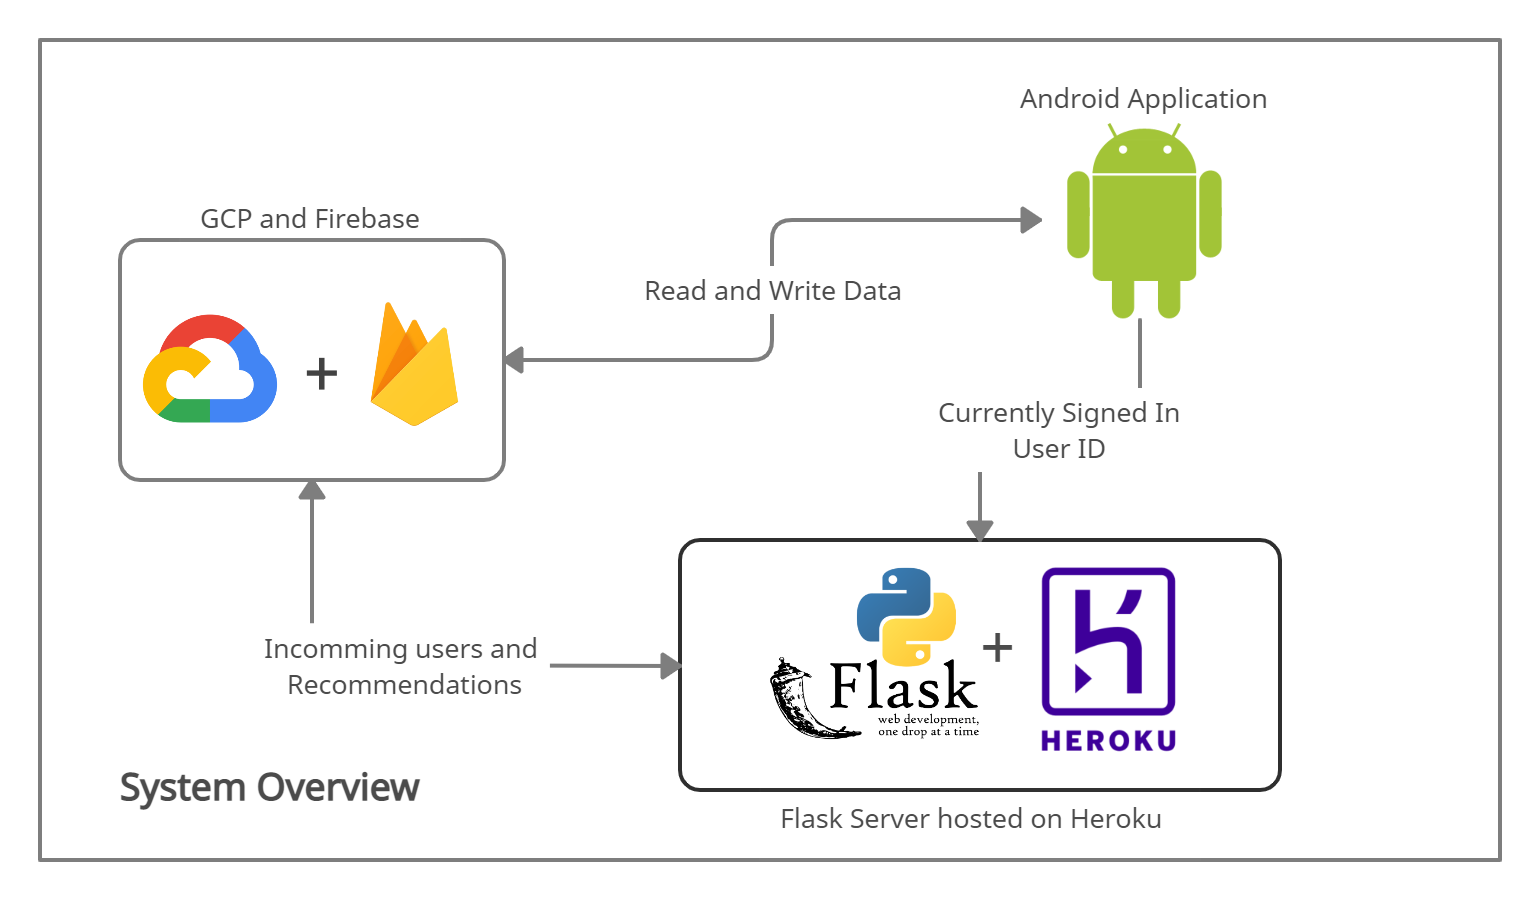 Android Application
GCP and Firebase
Read and Write Data
+
Currently Signed In
User ID
Incomming users and
Recommendations
Flask
web development,
one drop at a time
+
HEROKU
System Overview
Flask Server hosted on Heroku